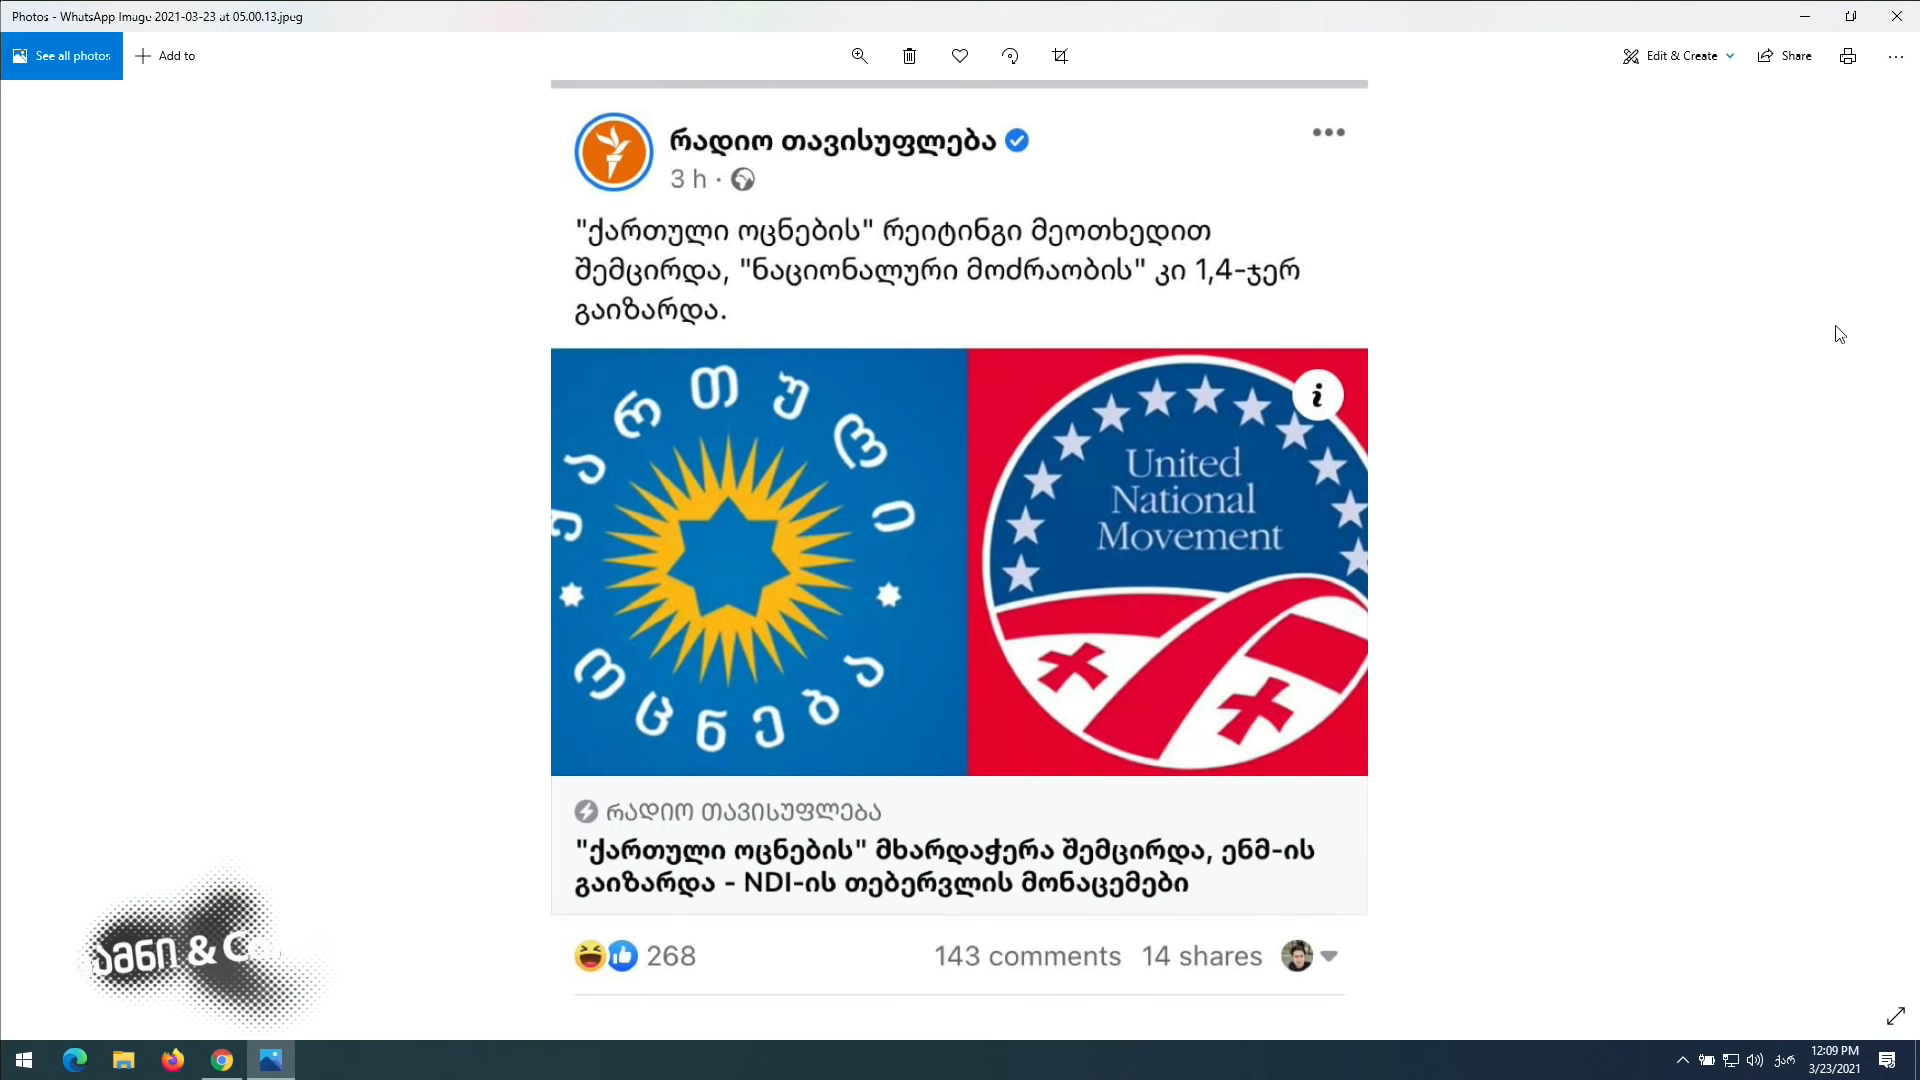 Photos - WhatsApp Image 2021-03-23 at 05.00.13.jpeg
See all photos
Add to
Edit & Create
Share
რადიო თავისუფლება
3 h ·
"ქართული ოცნების" რეიტინგი მეოთხედით
შემცირდა, "ნაციონალური მოძრაობის" კი 1,4-ჯერ
გაიზარდა.
ქართული
ოცნება
United
National
Movement
i
რადიო თავისუფლება
"ქართული ოცნების" მხარდაჭერა შემცირდა, ენმ-ის
გაიზარდა - NDI-ის თებერვლის მონაცემები
268
143 comments
14 shares
ქარ
12:09 PM
3/23/2021